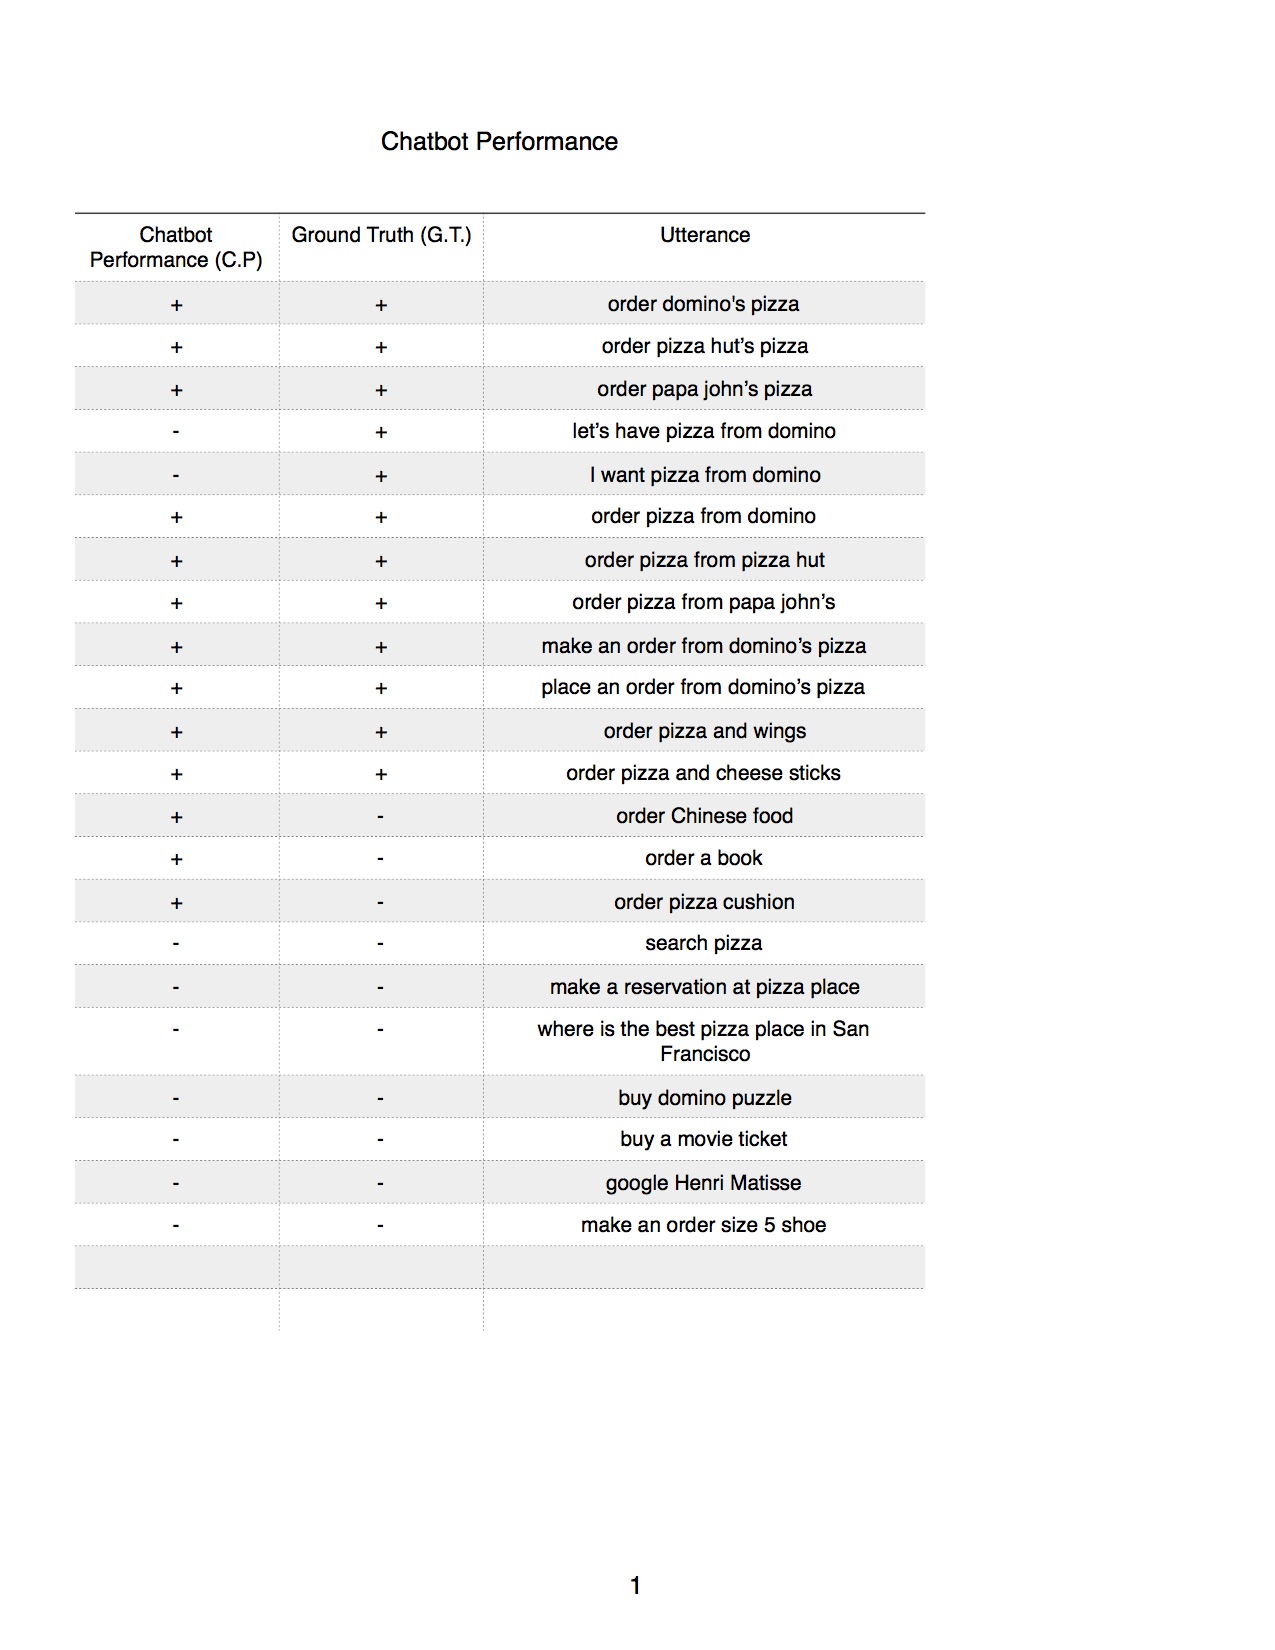 Chatbot Performance
Chatbot Performance (C.P) Ground Truth (G.T.) Utterance
+ + order domino's pizza
+ + order pizza hut’s pizza
+ + order papa john’s pizza
- + let’s have pizza from domino
- + I want pizza from domino
+ + order pizza from domino
+ + order pizza from pizza hut
+ + order pizza from papa john’s
+ + make an order from domino’s pizza
+ + place an order from domino’s pizza
+ + order pizza and wings
+ + order pizza and cheese sticks
+ - order Chinese food
+ - order a book
+ - order pizza cushion
- - search pizza
- - make a reservation at pizza place
- - where is the best pizza place in San
Francisco
- - buy domino puzzle
- - buy a movie ticket
- - google Henri Matisse
- - make an order size 5 shoe
1